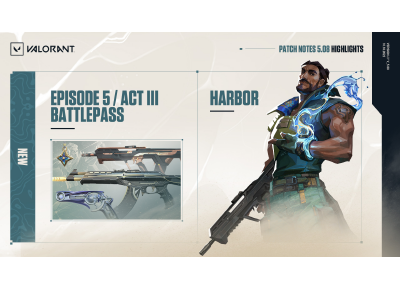 VALORANT
PATCH NOTES 5.08 HIGHLIGHTS
NEW
EPISODE 5 / ACT III
BATTLEPASS
HARBOR